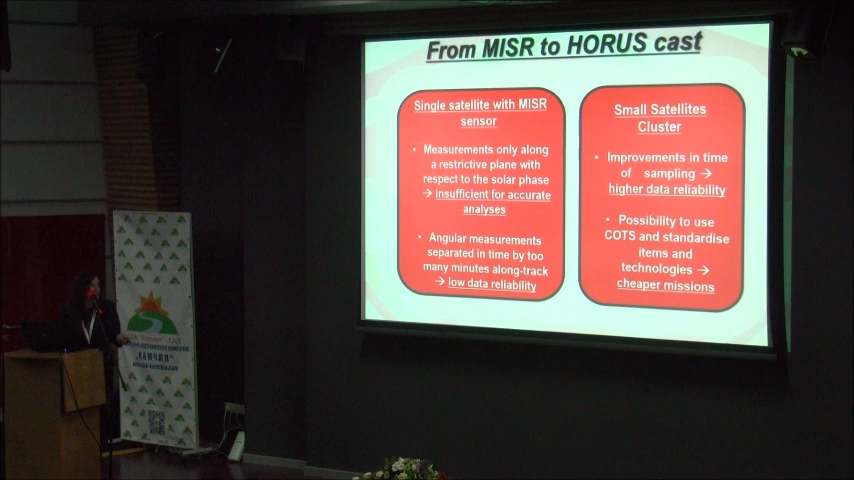 From MISR to HORUS cast
Single satellite with MISR
sensor
• Measurements only along
a restrictive plane with
respect to the solar phase
→ insufficient for accurate
analyses
• Angular measurements
separated in time by too
many minutes along-track
→ low data reliability
Small Satellites
Cluster
• Improvements in time
of sampling →
higher data reliability
• Possibility to use
COTS and standardise
items and
technologies →
cheaper missions
"КАМЧИЯ"